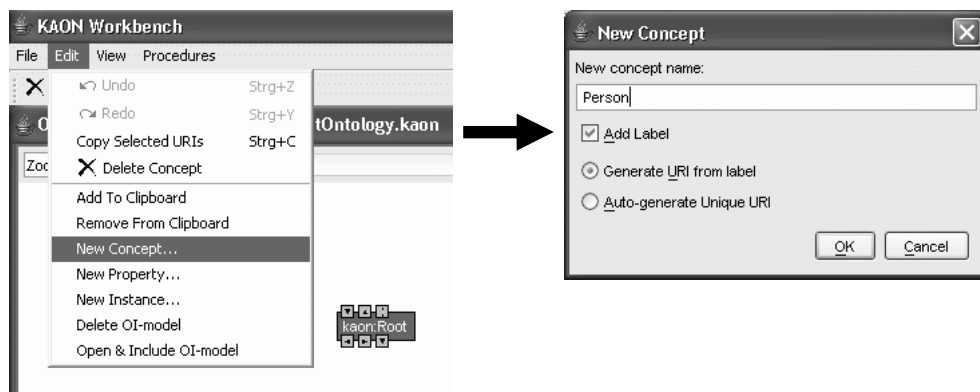 KAON Workbench
File Edit View Procedures
Undo Strg+Z
Redo Strg+Y
Copy Selected URIs Strg+C
Delete Concept
Add To Clipboard
Remove From Clipboard
New Concept...
New Property...
New Instance...
Delete OI-model
Open & Include OI-model
O
tOntology.kaon
Zoo
kaon:Root
New Concept
New concept name:
Person
Add Label
Generate URI from label
Auto-generate Unique URI
OK Cancel